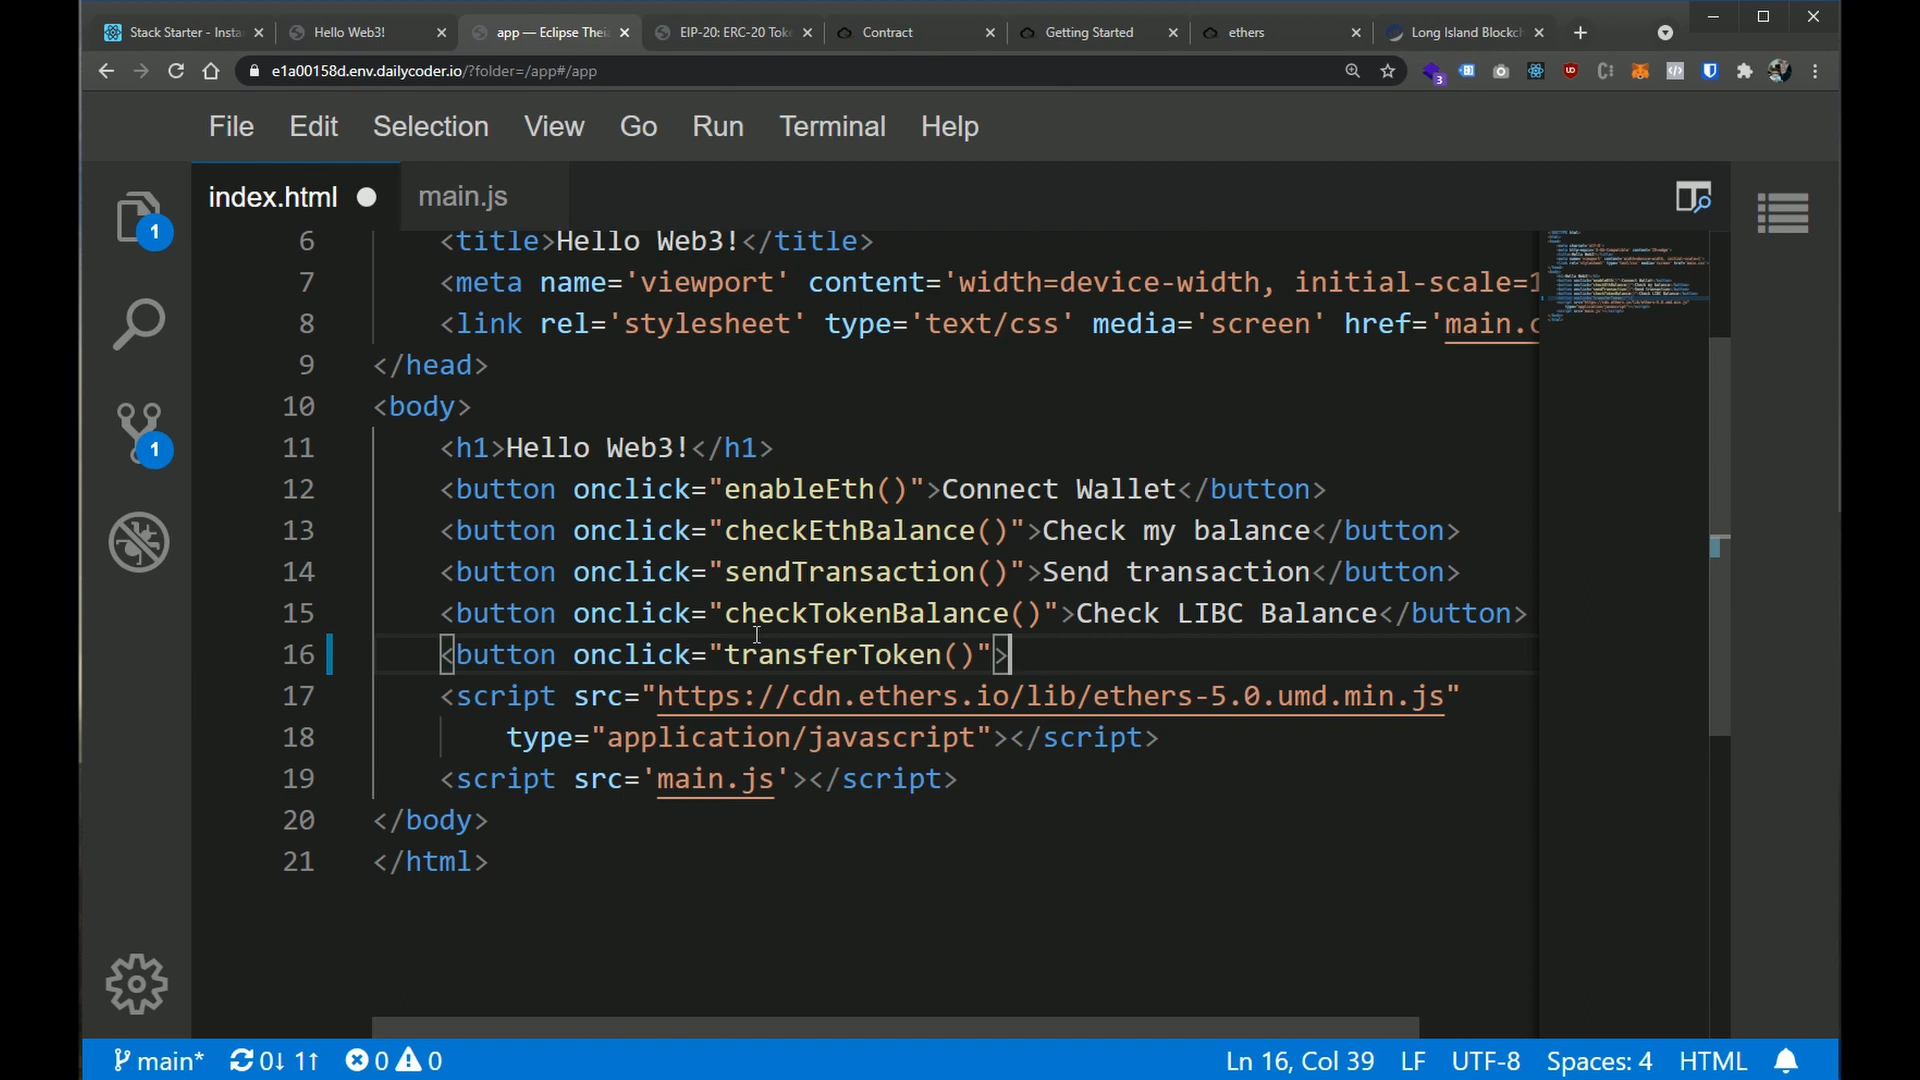 Stack Starter - Insta
Hello Web3!
app — Eclipse Thei
EIP-20: ERC-20 Tok
Contract
Getting Started
ethers
Long Island Blockch
e1a00158d.env.dailycoder.io/?folder=/app#/app
3
File Edit Selection View Go Run Terminal Help
1
1
index.html
main.js
6 <title>Hello Web3!</title>
7 <meta name='viewport' content='width=device-width, initial-scale=1
8 <link rel='stylesheet' type='text/css' media='screen' href='main.c
9 </head>
10 <body>
11 <h1>Hello Web3!</h1>
12 <button onclick="enableEth()">Connect Wallet</button>
13 <button onclick="checkEthBalance()">Check my balance</button>
14 <button onclick="sendTransaction()">Send transaction</button>
15 <button onclick="checkTokenBalance()">Check LIBC Balance</button>
16 <button onclick="transferToken()">
17 <script src="https://cdn.ethers.io/lib/ethers-5.0.umd.min.js"
18 type="application/javascript"></script>
19 <script src='main.js'></script>
20 </body>
21 </html>
main* 0↓ 1↑ 0 0
Ln 16, Col 39 LF UTF-8 Spaces: 4 HTML